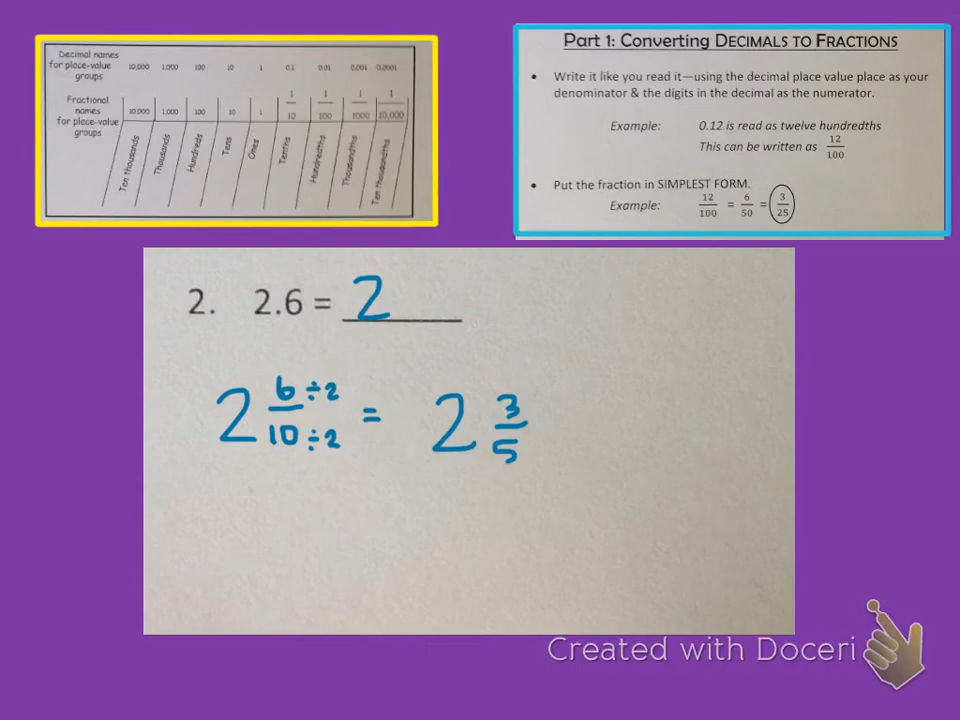 Decimal names
for place-value
groups
10,000 1,000 100 10 1 0.1 0.01 0.001 0.0001
Fractional
names
for place-value
groups
10,000 1,000 100 10 1 1/10 1/100 1/1000 1/10,000
Ten thousands Thousands Hundreds Tens Ones Tenths Hundredths Thousandths Ten thousandths
Part 1: Converting DECIMALS TO FRACTIONS
• Write it like you read it—using the decimal place value place as your
denominator & the digits in the decimal as the numerator.
Example: 0.12 is read as twelve hundredths
This can be written as 12/100
• Put the fraction in SIMPLEST FORM.
Example: 12/100 = 6/50 = 3/25
2. 2.6 = 2
2 6÷2/10÷2 = 2 3/5
Created with Doceri